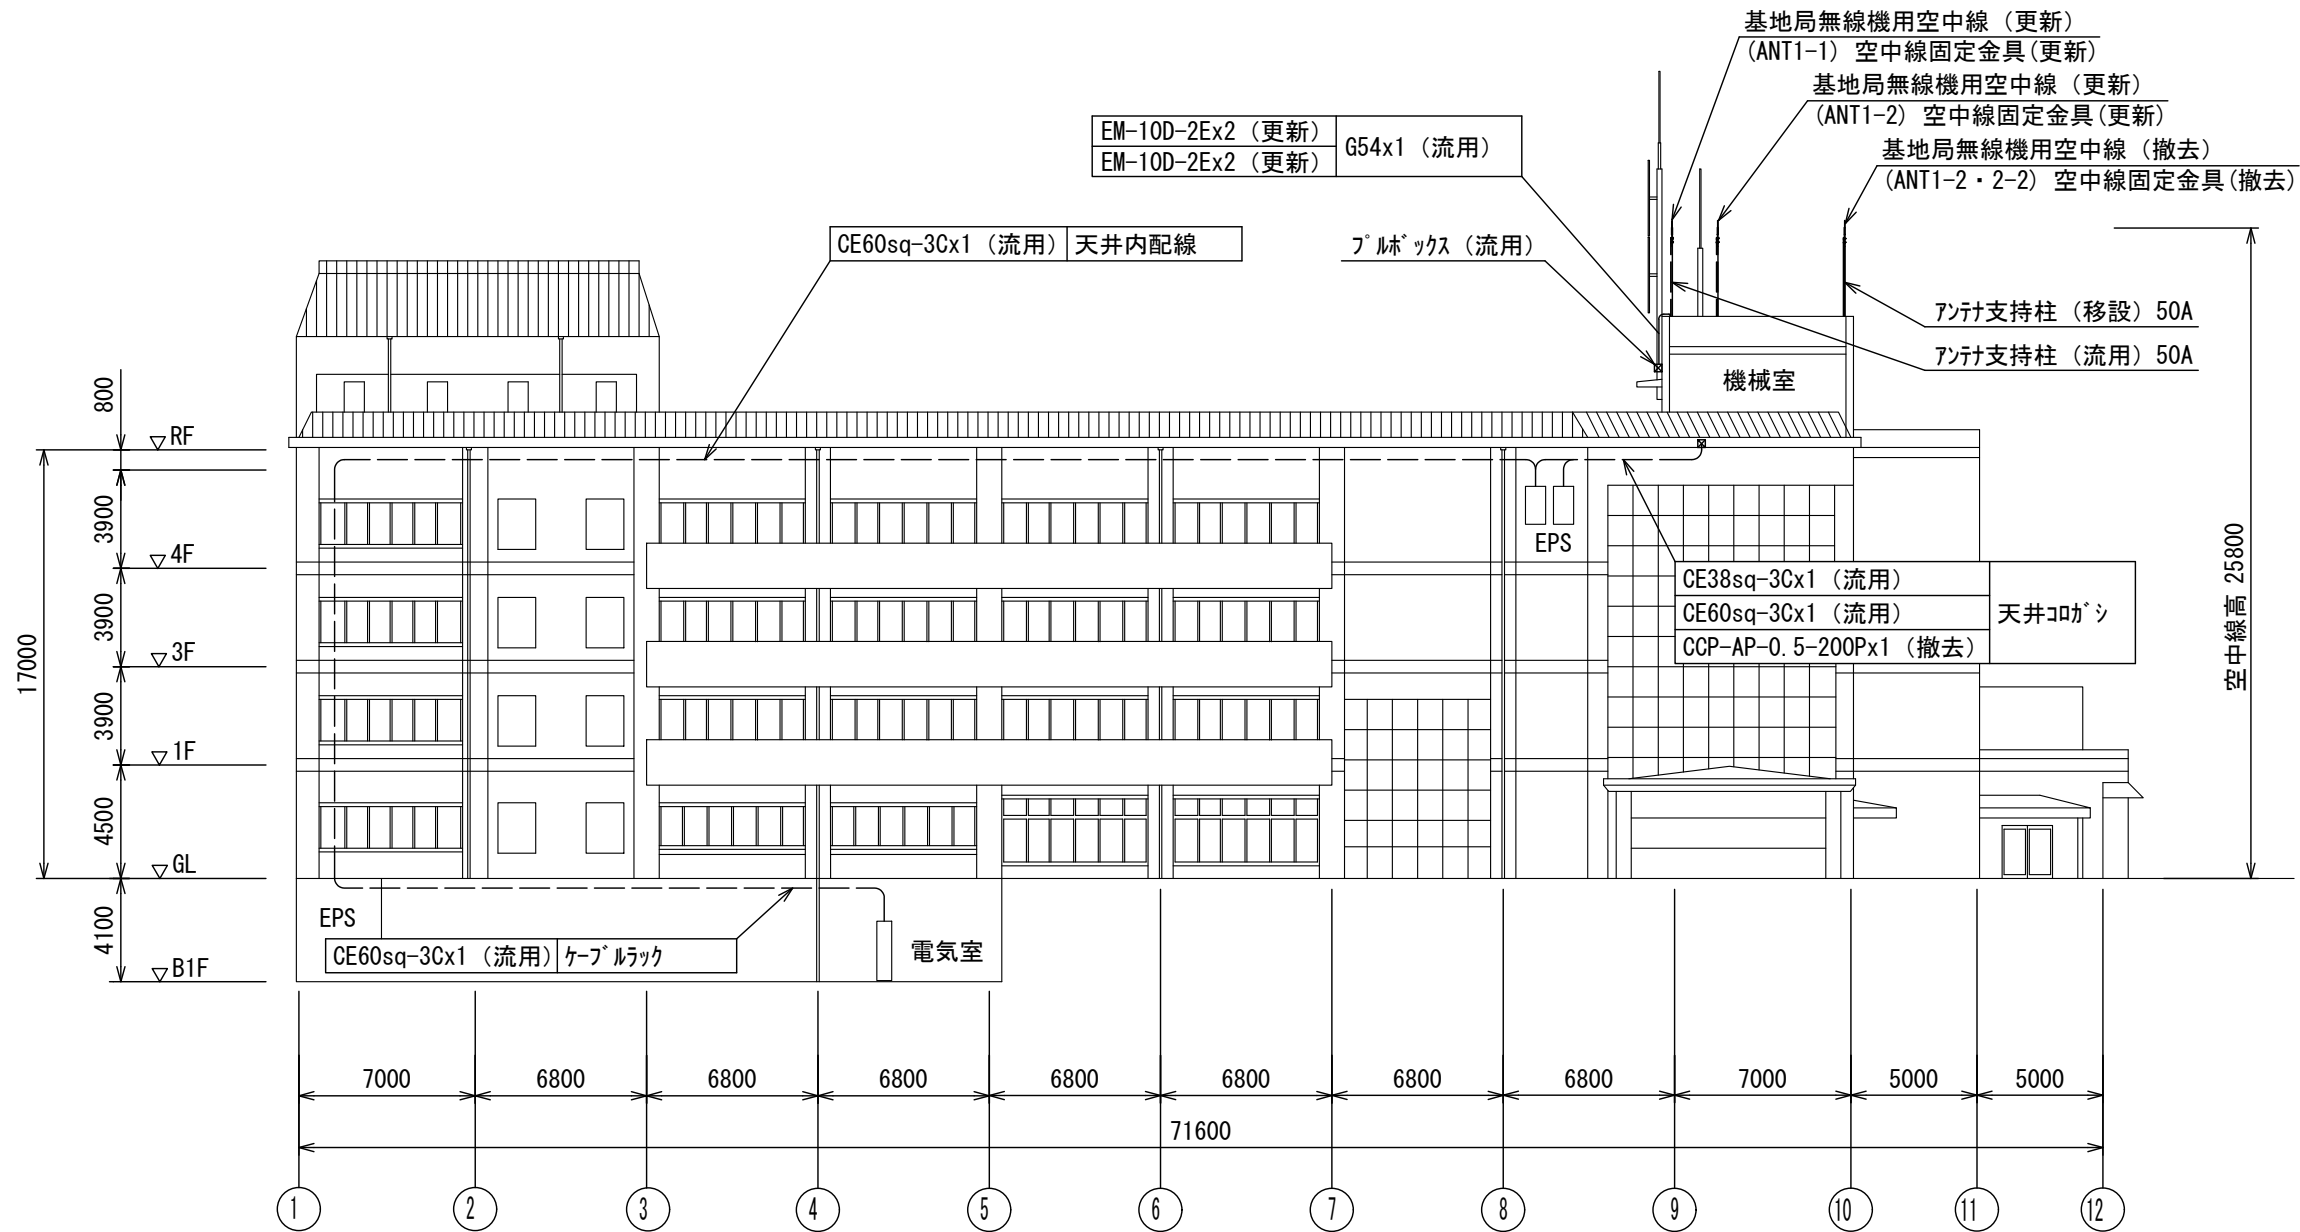 基地局無線機用空中線（更新）
(ANT1-1) 空中線固定金具(更新)
基地局無線機用空中線（更新）
(ANT1-2) 空中線固定金具(更新)
基地局無線機用空中線（撤去）
(ANT1-2・2-2) 空中線固定金具(撤去)
EM-10D-2Ex2（更新）
EM-10D-2Ex2（更新）
G54x1（流用）
CE60sq-3Cx1（流用）
天井内配線
ﾌﾟﾙﾎﾞｯｸｽ（流用）
ｱﾝﾃﾅ支持柱（移設）50A
ｱﾝﾃﾅ支持柱（流用）50A
機械室
800
RF
3900
4F
3900
3F
3900
1F
4500
GL
4100
B1F
17000
EPS
CE38sq-3Cx1（流用）
CE60sq-3Cx1（流用）
CCP-AP-0.5-200Px1（撤去）
天井ｺﾛｶﾞｼ
空中線高 25800
EPS
CE60sq-3Cx1（流用）
ｹｰﾌﾞﾙﾗｯｸ
電気室
7000
6800
6800
6800
6800
6800
6800
6800
7000
5000
5000
71600
1
2
3
4
5
6
7
8
9
10
11
12